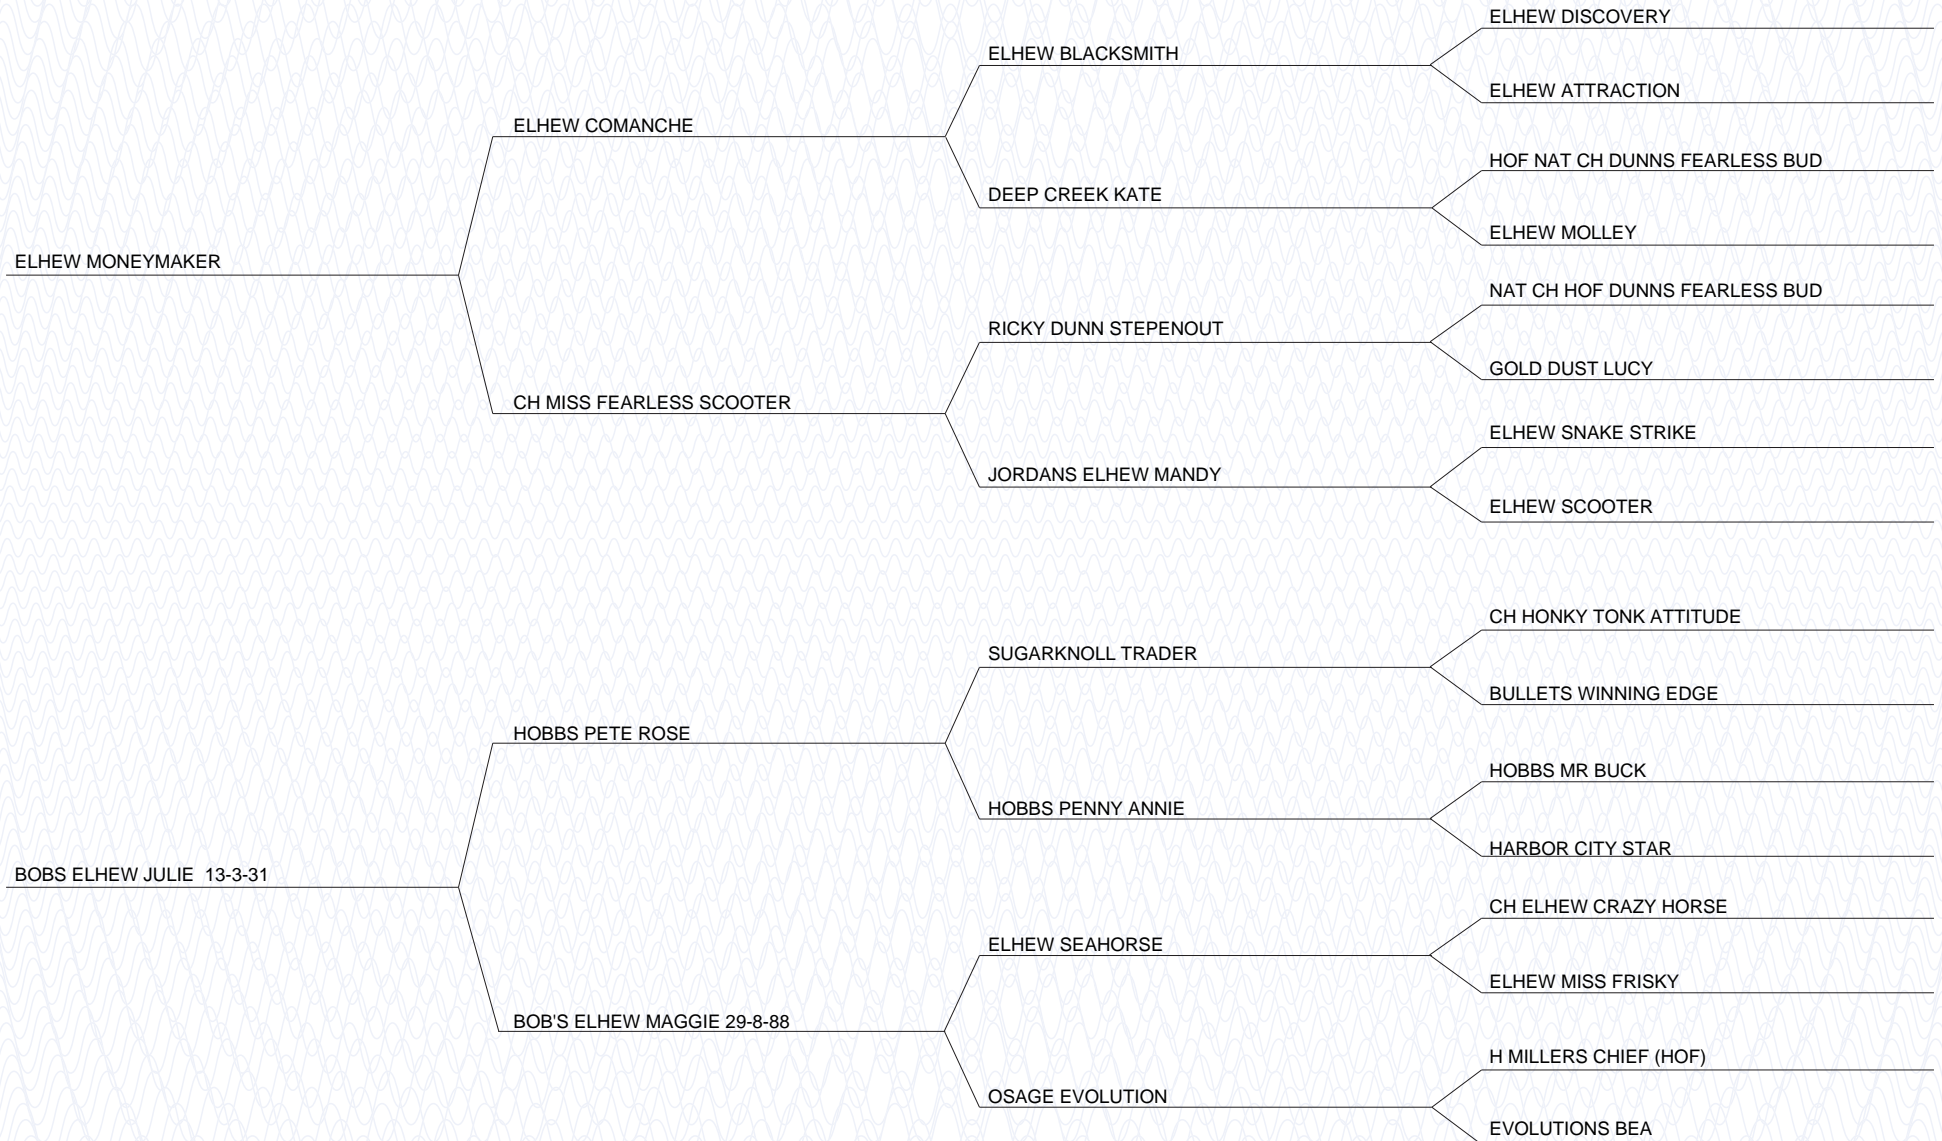 ELHEW DISCOVERY
ELHEW BLACKSMITH
ELHEW ATTRACTION
ELHEW COMANCHE
HOF NAT CH DUNNS FEARLESS BUD
DEEP CREEK KATE
ELHEW MOLLEY
ELHEW MONEYMAKER
NAT CH HOF DUNNS FEARLESS BUD
RICKY DUNN STEPENOUT
GOLD DUST LUCY
CH MISS FEARLESS SCOOTER
ELHEW SNAKE STRIKE
JORDANS ELHEW MANDY
ELHEW SCOOTER
CH HONKY TONK ATTITUDE
SUGARKNOLL TRADER
BULLETS WINNING EDGE
HOBBS PETE ROSE
HOBBS MR BUCK
HOBBS PENNY ANNIE
HARBOR CITY STAR
BOBS ELHEW JULIE  13-3-31
CH ELHEW CRAZY HORSE
ELHEW SEAHORSE
ELHEW MISS FRISKY
BOB'S ELHEW MAGGIE 29-8-88
H MILLERS CHIEF (HOF)
OSAGE EVOLUTION
EVOLUTIONS BEA